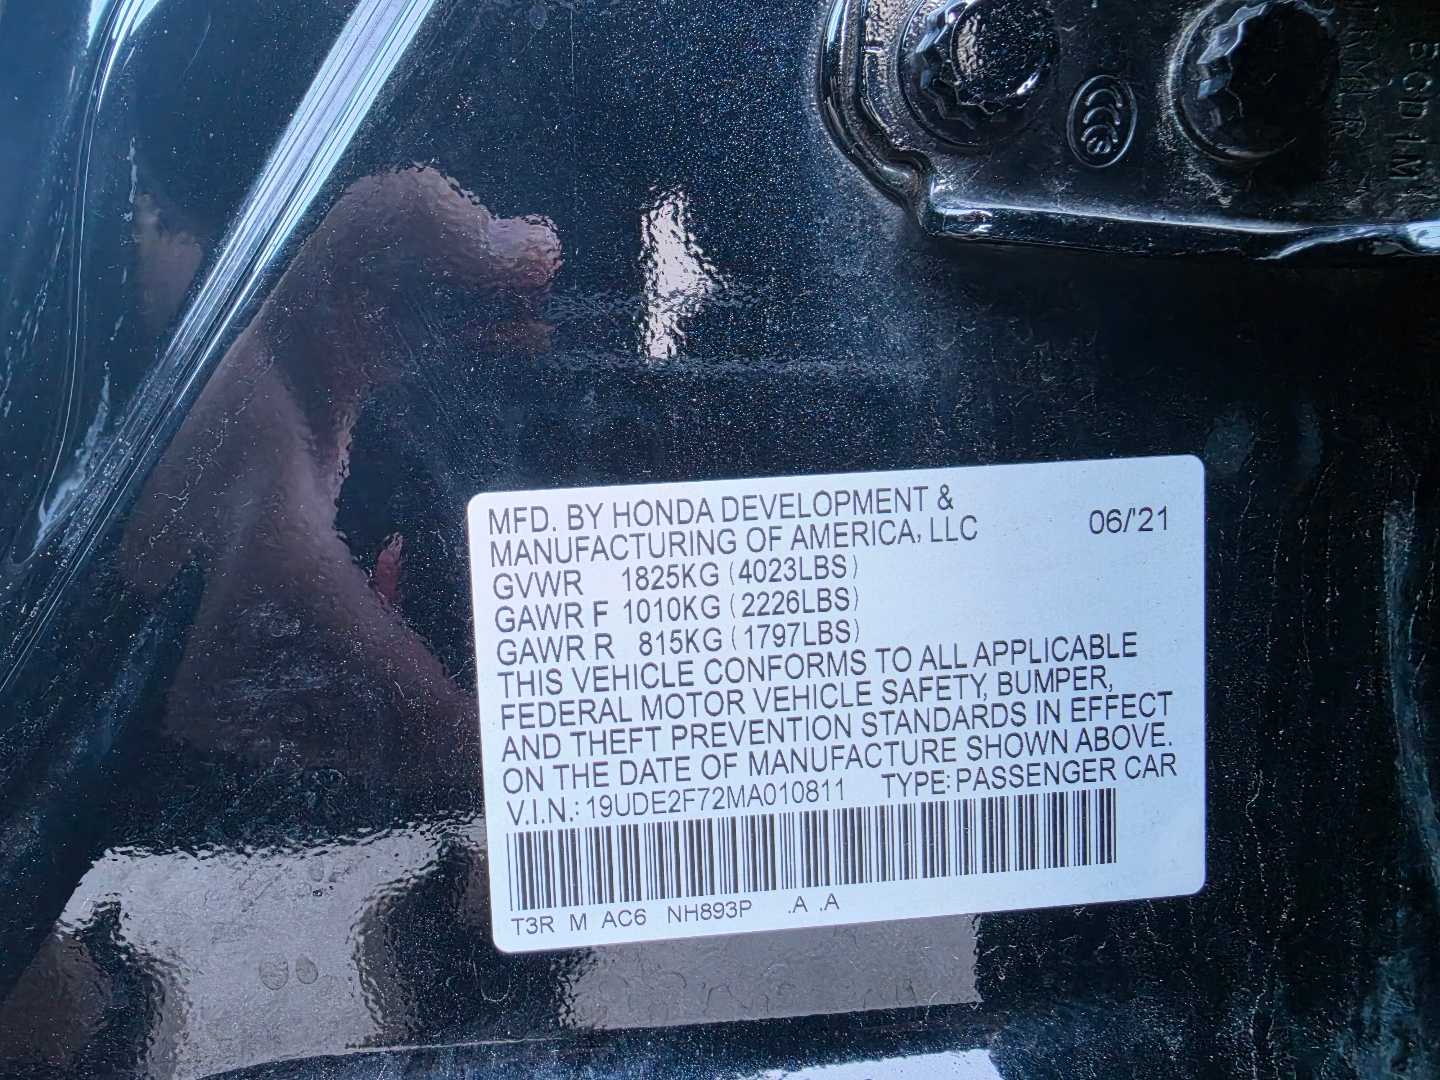 MFD. BY HONDA DEVELOPMENT &
MANUFACTURING OF AMERICA, LLC 06/'21
GVWR 1825KG (4023LBS)
GAWR F 1010KG (2226LBS)
GAWR R 815KG (1797LBS)
THIS VEHICLE CONFORMS TO ALL APPLICABLE
FEDERAL MOTOR VEHICLE SAFETY, BUMPER,
AND THEFT PREVENTION STANDARDS IN EFFECT
ON THE DATE OF MANUFACTURE SHOWN ABOVE.
V.I.N.: 19UDE2F72MA010811 TYPE: PASSENGER CAR
T3R M AC6 NH893P .A .A